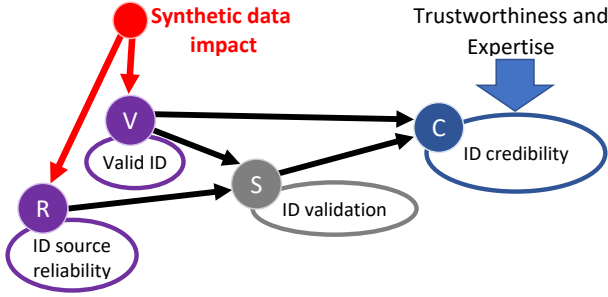 Synthetic data
impact
Trustworthiness and
Expertise
V
Valid ID
C
ID credibility
S
ID validation
R
ID source
reliability